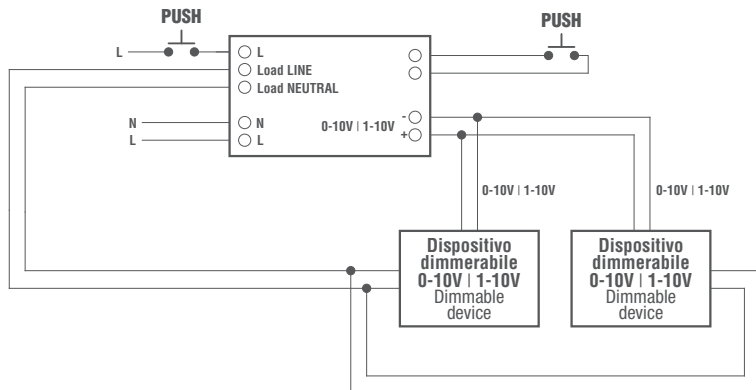 PUSH
PUSH
L
L
Load LINE
Load NEUTRAL
-
N
N
0-10V | 1-10V
+
L
L
0-10V | 1-10V
0-10V | 1-10V
Dispositivo
dimmerabile
0-10V | 1-10V
Dimmable
device
Dispositivo
dimmerabile
0-10V | 1-10V
Dimmable
device